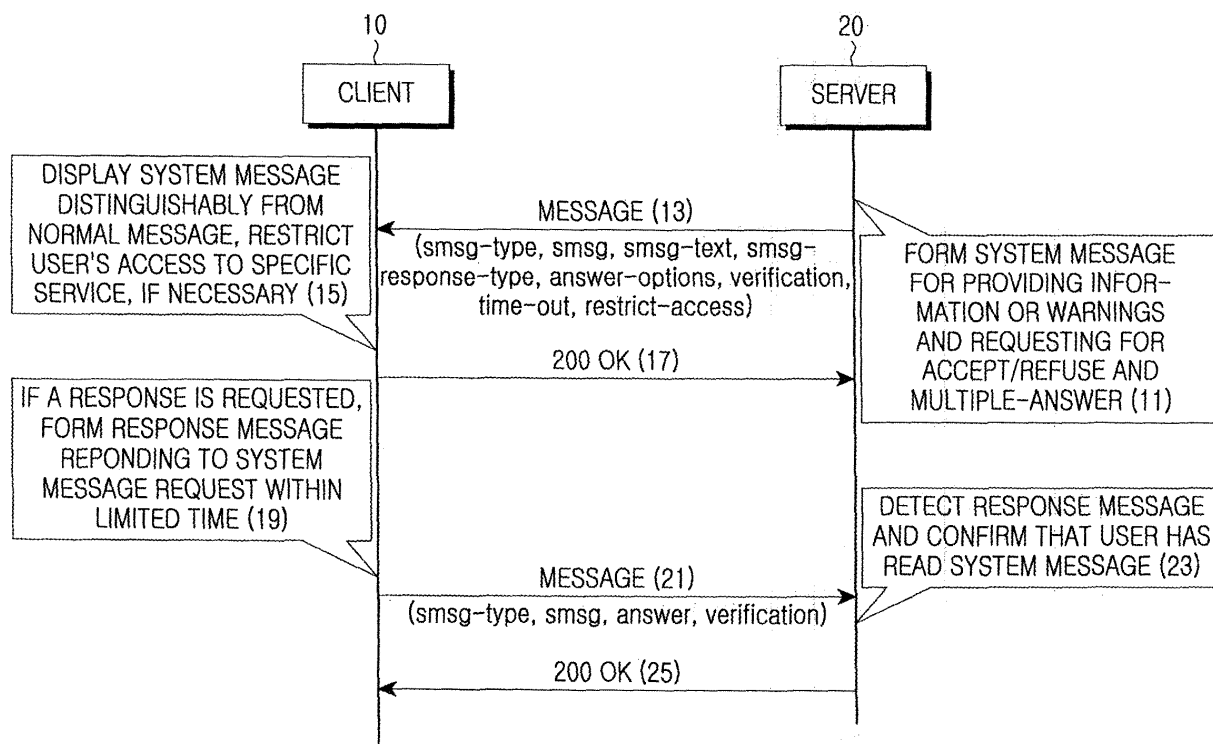 10
20
CLIENT
SERVER
DISPLAY SYSTEM MESSAGE
DISTINGUISHABLY FROM
NORMAL MESSAGE, RESTRICT
USER'S ACCESS TO SPECIFIC
SERVICE, IF NECESSARY (15)
MESSAGE (13)
(smsg-type, smsg, smsg-text, smsg-
response-type, answer-options, verification,
time-out, restrict-access)
FORM SYSTEM MESSAGE
FOR PROVIDING INFOR-
MATION OR WARNINGS
AND REQUESTING FOR
ACCEPT/REFUSE AND
MULTIPLE-ANSWER (11)
200 OK (17)
IF A RESPONSE IS REQUESTED,
FORM RESPONSE MESSAGE
REPONDING TO SYSTEM
MESSAGE REQUEST WITHIN
LIMITED TIME (19)
DETECT RESPONSE MESSAGE
AND CONFIRM THAT USER HAS
READ SYSTEM MESSAGE (23)
MESSAGE (21)
(smsg-type, smsg, answer, verification)
200 OK (25)